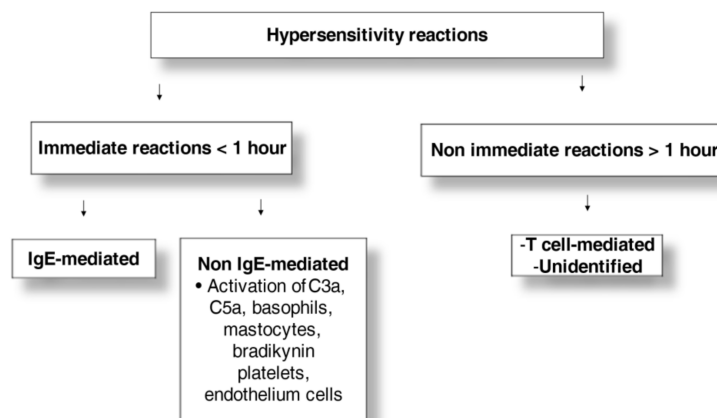 Hypersensitivity reactions
Immediate reactions < 1 hour
Non immediate reactions > 1 hour
IgE-mediated
Non IgE-mediated
• Activation of C3a,
C5a, basophils,
mastocytes,
bradikynin
platelets,
endothelium cells
-T cell-mediated
-Unidentified